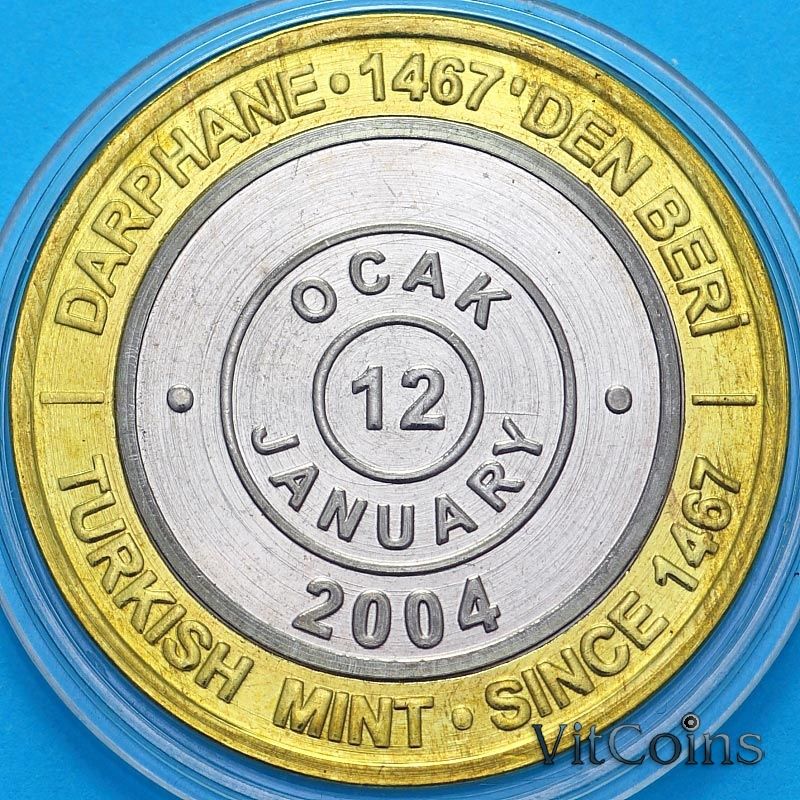 DARPHANE • 1467'DEN BERİ
OCAK
12
JANUARY
2004
TURKISH MINT • SINCE 1467
VitCoins